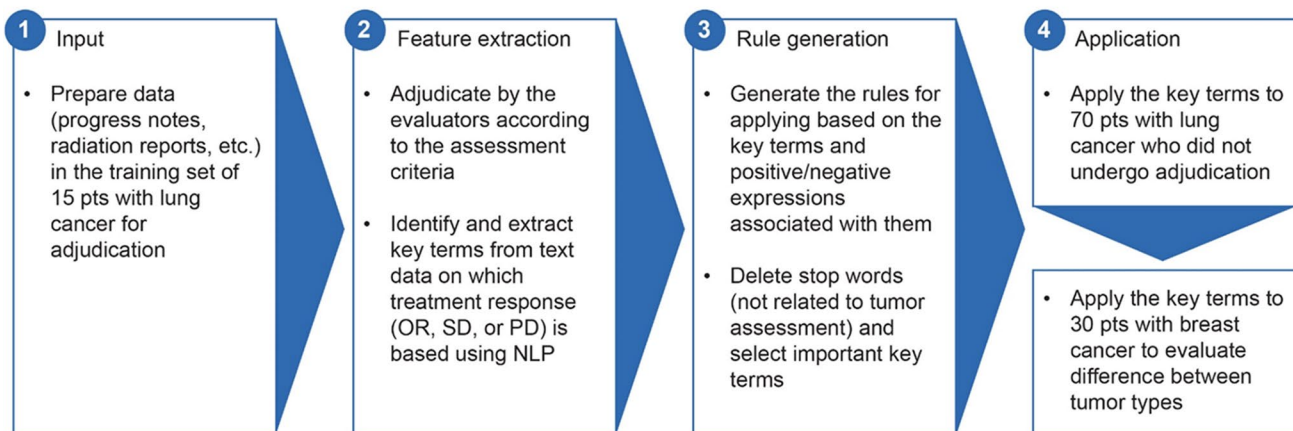 1 Input
• Prepare data
(progress notes,
radiation reports, etc.)
in the training set of
15 pts with lung
cancer for
adjudication
2 Feature extraction
• Adjudicate by the
evaluators according
to the assessment
criteria
• Identify and extract
key terms from text
data on which
treatment response
(OR, SD, or PD) is
based using NLP
3 Rule generation
• Generate the rules for
applying based on the
key terms and
positive/negative
expressions
associated with them
• Delete stop words
(not related to tumor
assessment) and
select important key
terms
4 Application
• Apply the key terms to
70 pts with lung
cancer who did not
undergo adjudication
• Apply the key terms to
30 pts with breast
cancer to evaluate
difference between
tumor types